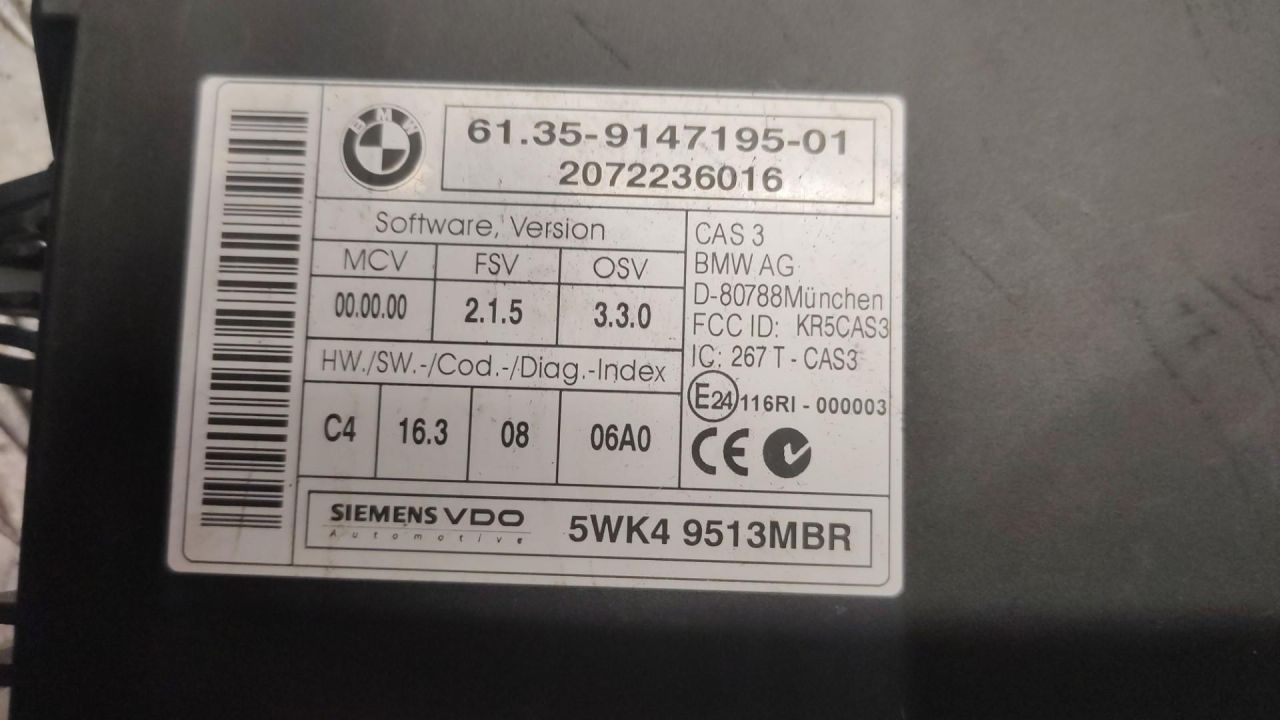 BMW
61.35-9147195-01
2072236016
Software, Version
MCV FSV OSV
00.00.00 2.1.5 3.3.0
HW./SW.-/Cod.-/Diag.-Index
C4 16.3 08 06A0
CAS 3
BMW AG
D-80788München
FCC ID: KR5CAS3
IC: 267 T - CAS3
E24 116RI - 000003
CE
SIEMENS VDO
Automotive
5WK4 9513MBR